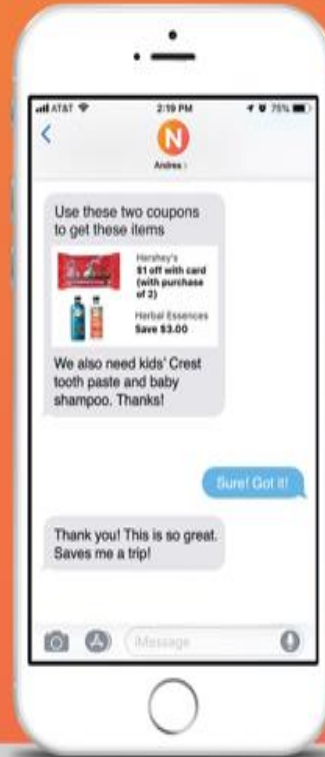 AT&T 2:19 PM 75%
N
Andrea >
Use these two coupons
to get these items
Hershey's
$1 off with card
(with purchase
of 2)
Herbal Essences
Save $3.00
We also need kids' Crest
tooth paste and baby
shampoo. Thanks!
Sure! Got it!
Thank you! This is so great.
Saves me a trip!
iMessage